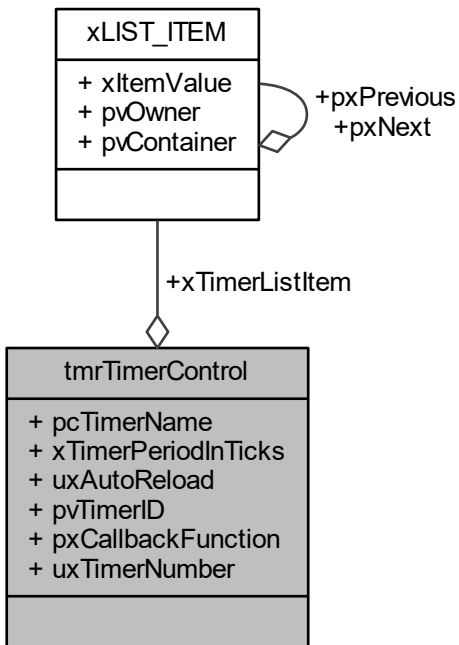 xLIST_ITEM
+ xItemValue
+ pvOwner
+ pvContainer
+pxPrevious
+pxNext
+xTimerListItem
tmrTimerControl
+ pcTimerName
+ xTimerPeriodInTicks
+ uxAutoReload
+ pvTimerID
+ pxCallbackFunction
+ uxTimerNumber